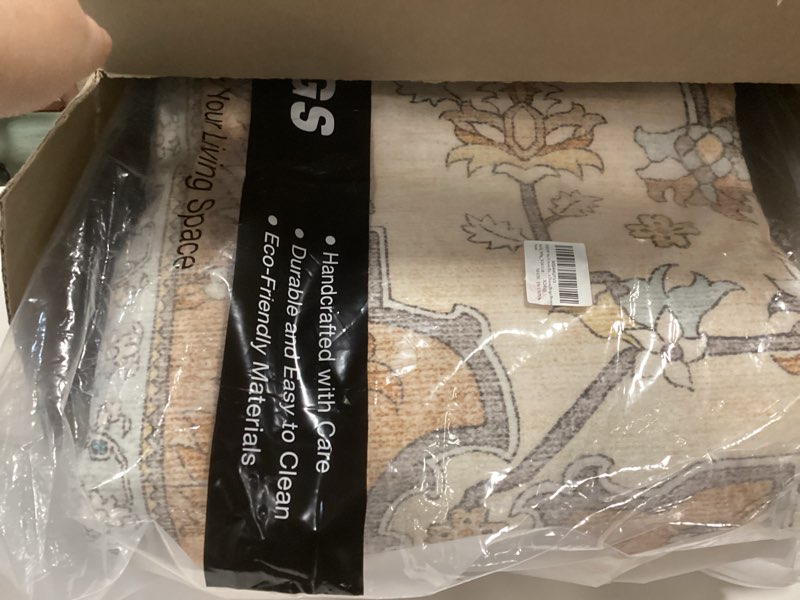 GS
Your Living Space
• Handcrafted with Care
• Durable and Easy to Clean
• Eco-Friendly Materials